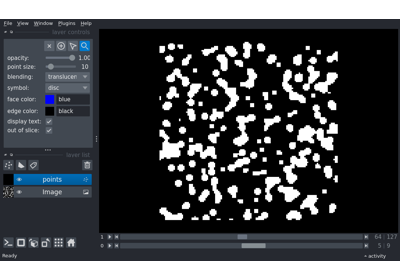 File View Window Plugins Help
layer controls
opacity: 1.00
point size: 10
blending: translucen
symbol: disc
face color: blue
edge color: black
display text:
out of slice:
layer list
points
Image
1 64 127
0 5 9
Ready activity